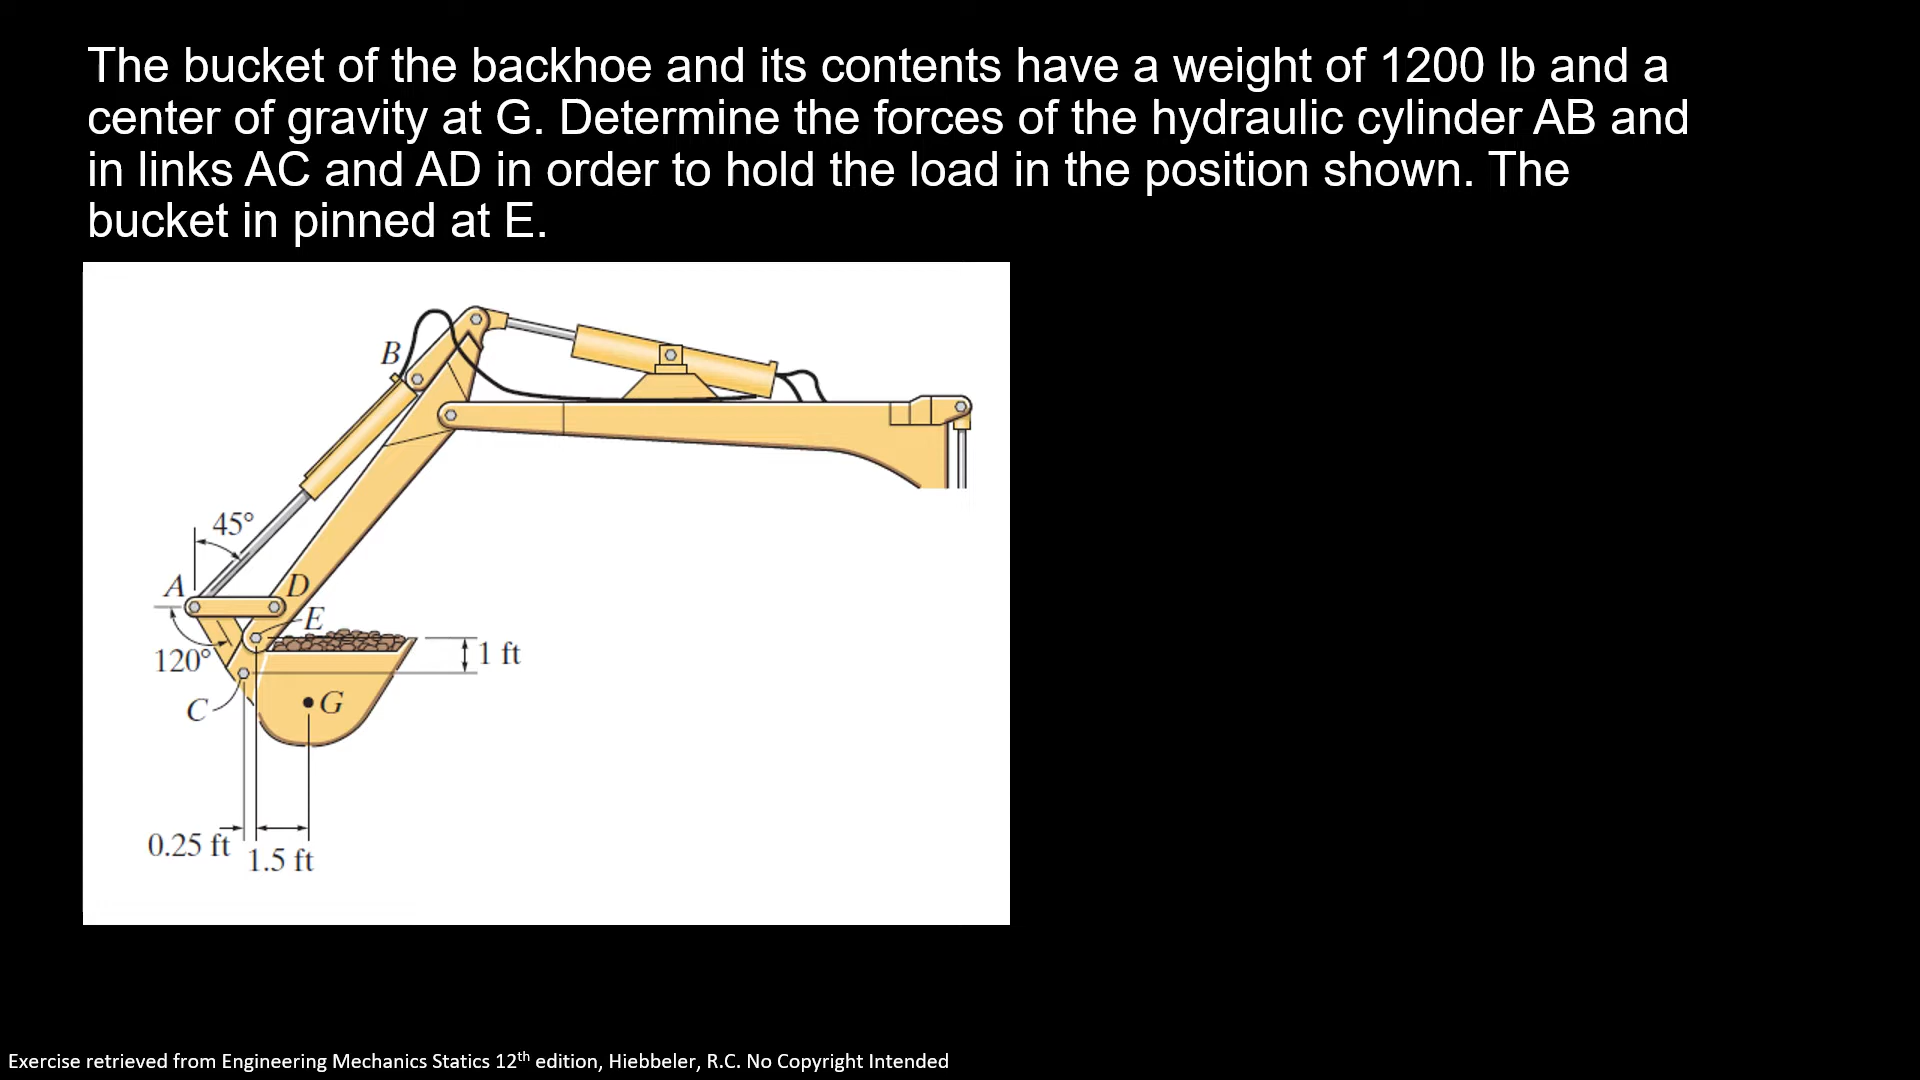 The bucket of the backhoe and its contents have a weight of 1200 lb and a
center of gravity at G. Determine the forces of the hydraulic cylinder AB and
in links AC and AD in order to hold the load in the position shown. The
bucket in pinned at E.
B
45°
A
D
E
120°
1 ft
C
G
0.25 ft
1.5 ft
Exercise retrieved from Engineering Mechanics Statics 12th edition, Hiebbeler, R.C. No Copyright Intended